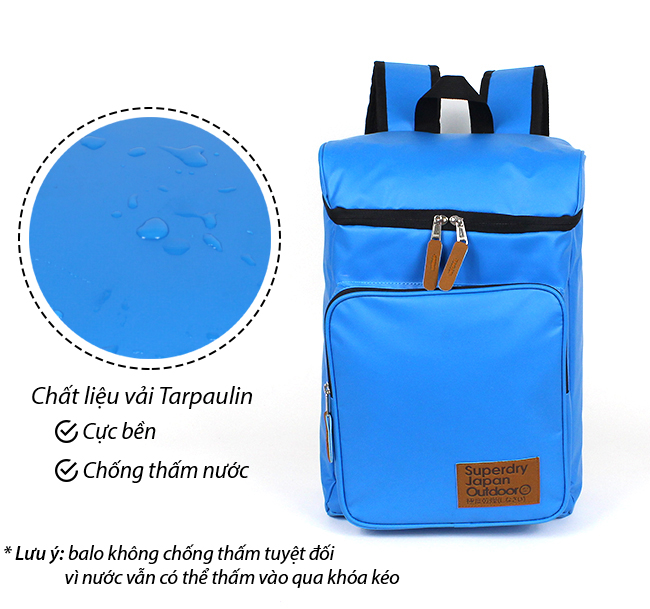 Chất liệu vải Tarpaulin
Cực bền
Chống thấm nước
Superdry
Japan
Outdoor
* Lưu ý: balo không chống thấm tuyệt đối
vì nước vẫn có thể thấm vào qua khóa kéo